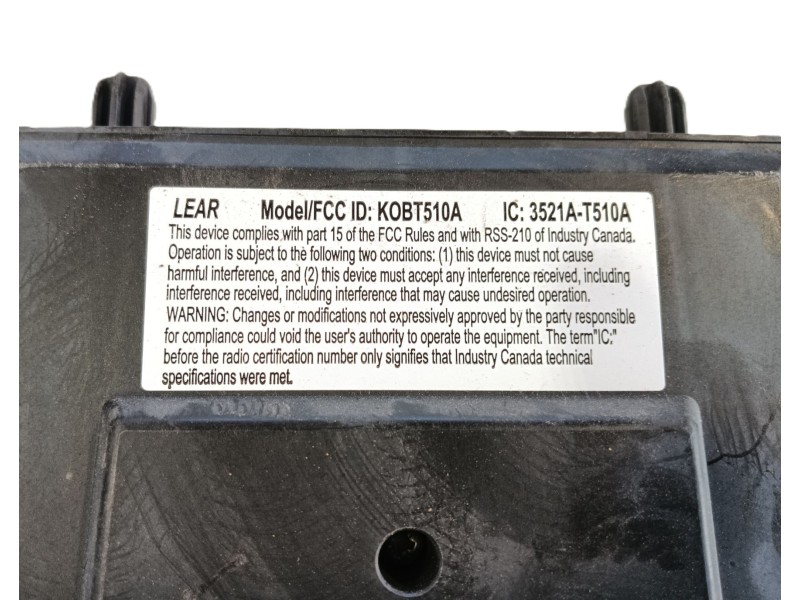 LEAR Model/FCC ID: KOBT510A IC: 3521A-T510A
This device complies with part 15 of the FCC Rules and with RSS-210 of Industry Canada.
Operation is subject to the following two conditions: (1) this device must not cause
harmful interference, and (2) this device must accept any interference received, including
interference received, including interference that may cause undesired operation.
WARNING: Changes or modifications not expressively approved by the party responsible
for compliance could void the user's authority to operate the equipment. The term"IC:"
before the radio certification number only signifies that Industry Canada technical
specifications were met.